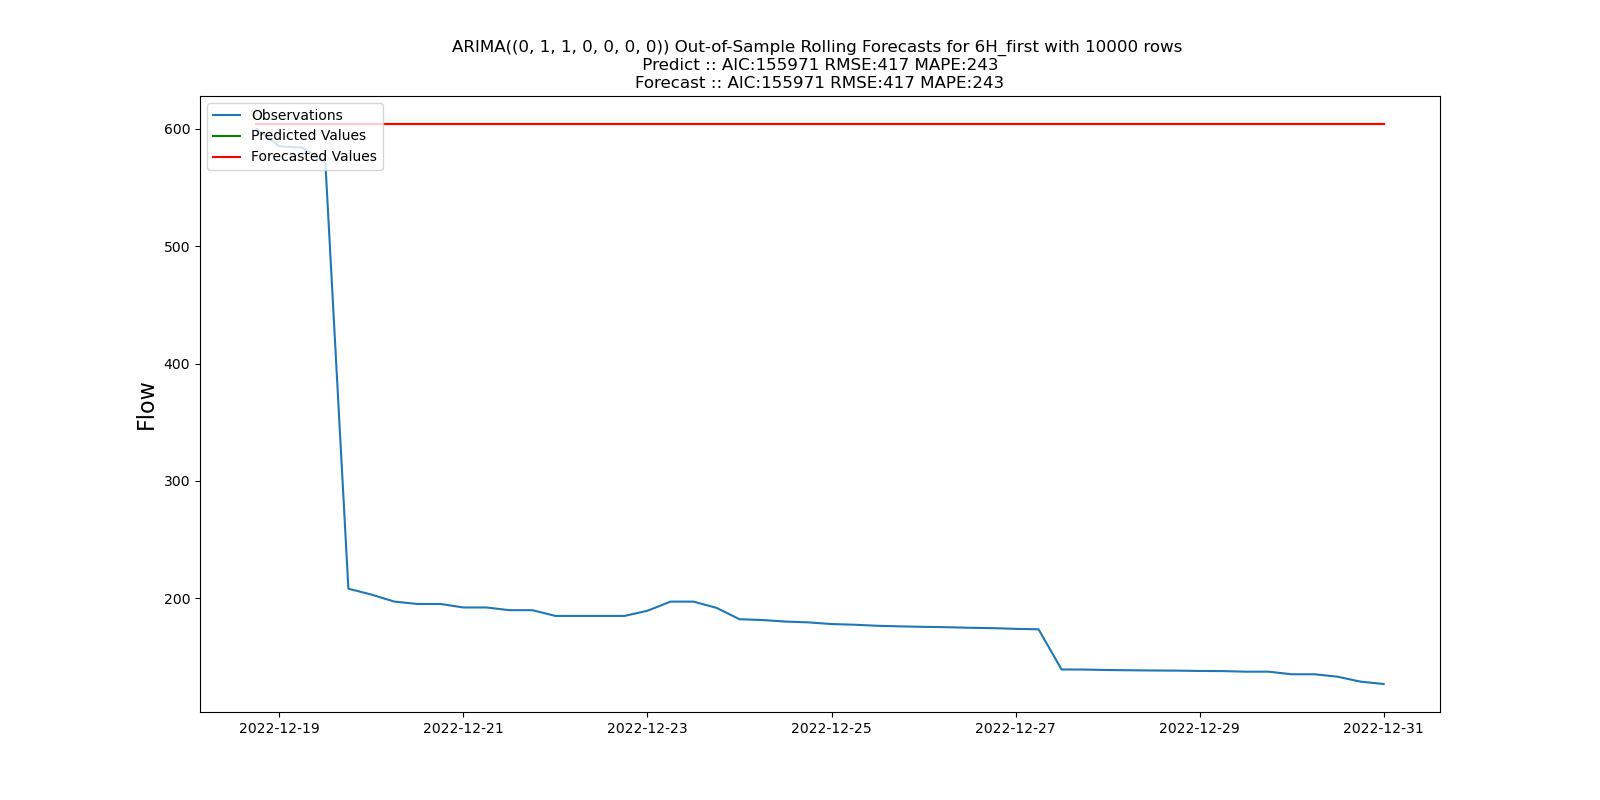 ARIMA((0, 1, 1, 0, 0, 0, 0)) Out-of-Sample Rolling Forecasts for 6H_first with 10000 rows
Predict :: AIC:155971 RMSE:417 MAPE:243
Forecast :: AIC:155971 RMSE:417 MAPE:243
Observations
Predicted Values
Forecasted Values
600
500
400
300
200
Flow
2022-12-19 2022-12-21 2022-12-23 2022-12-25 2022-12-27 2022-12-29 2022-12-31